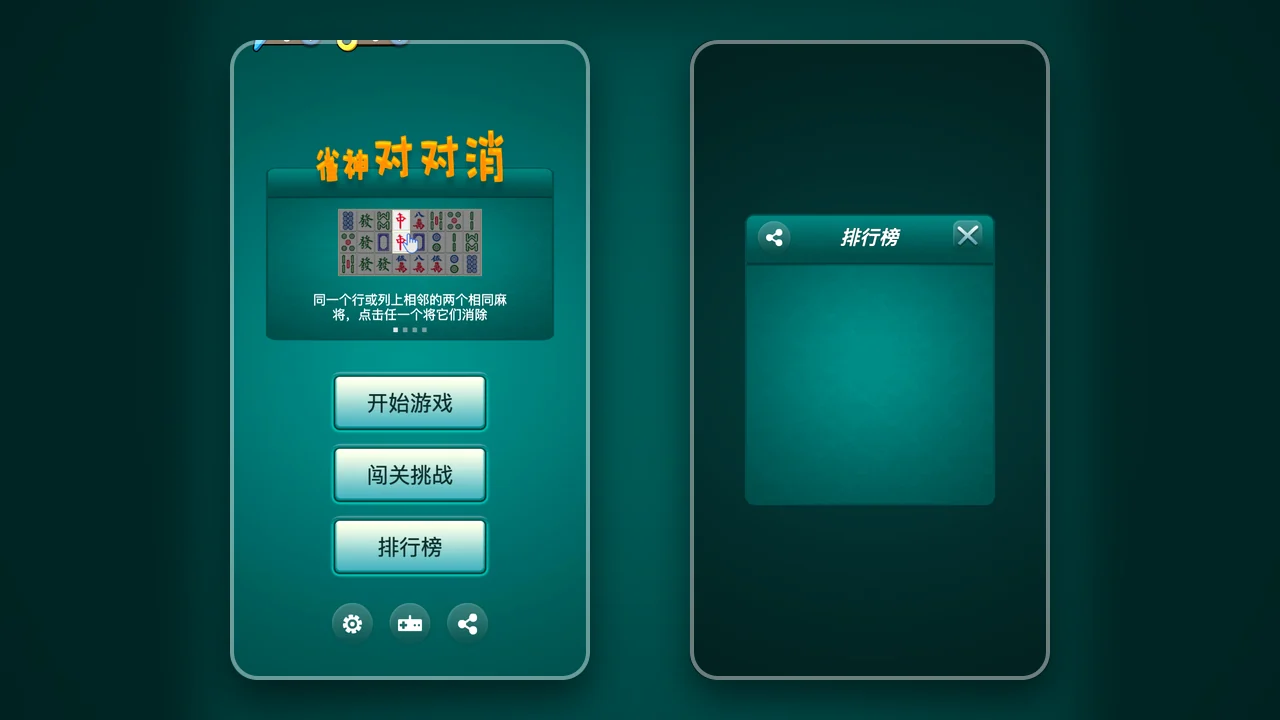 雀神对对消
同一个行或列上相邻的两个相同麻
将，点击任一个将它们消除
开始游戏
闯关挑战
排行榜
排行榜